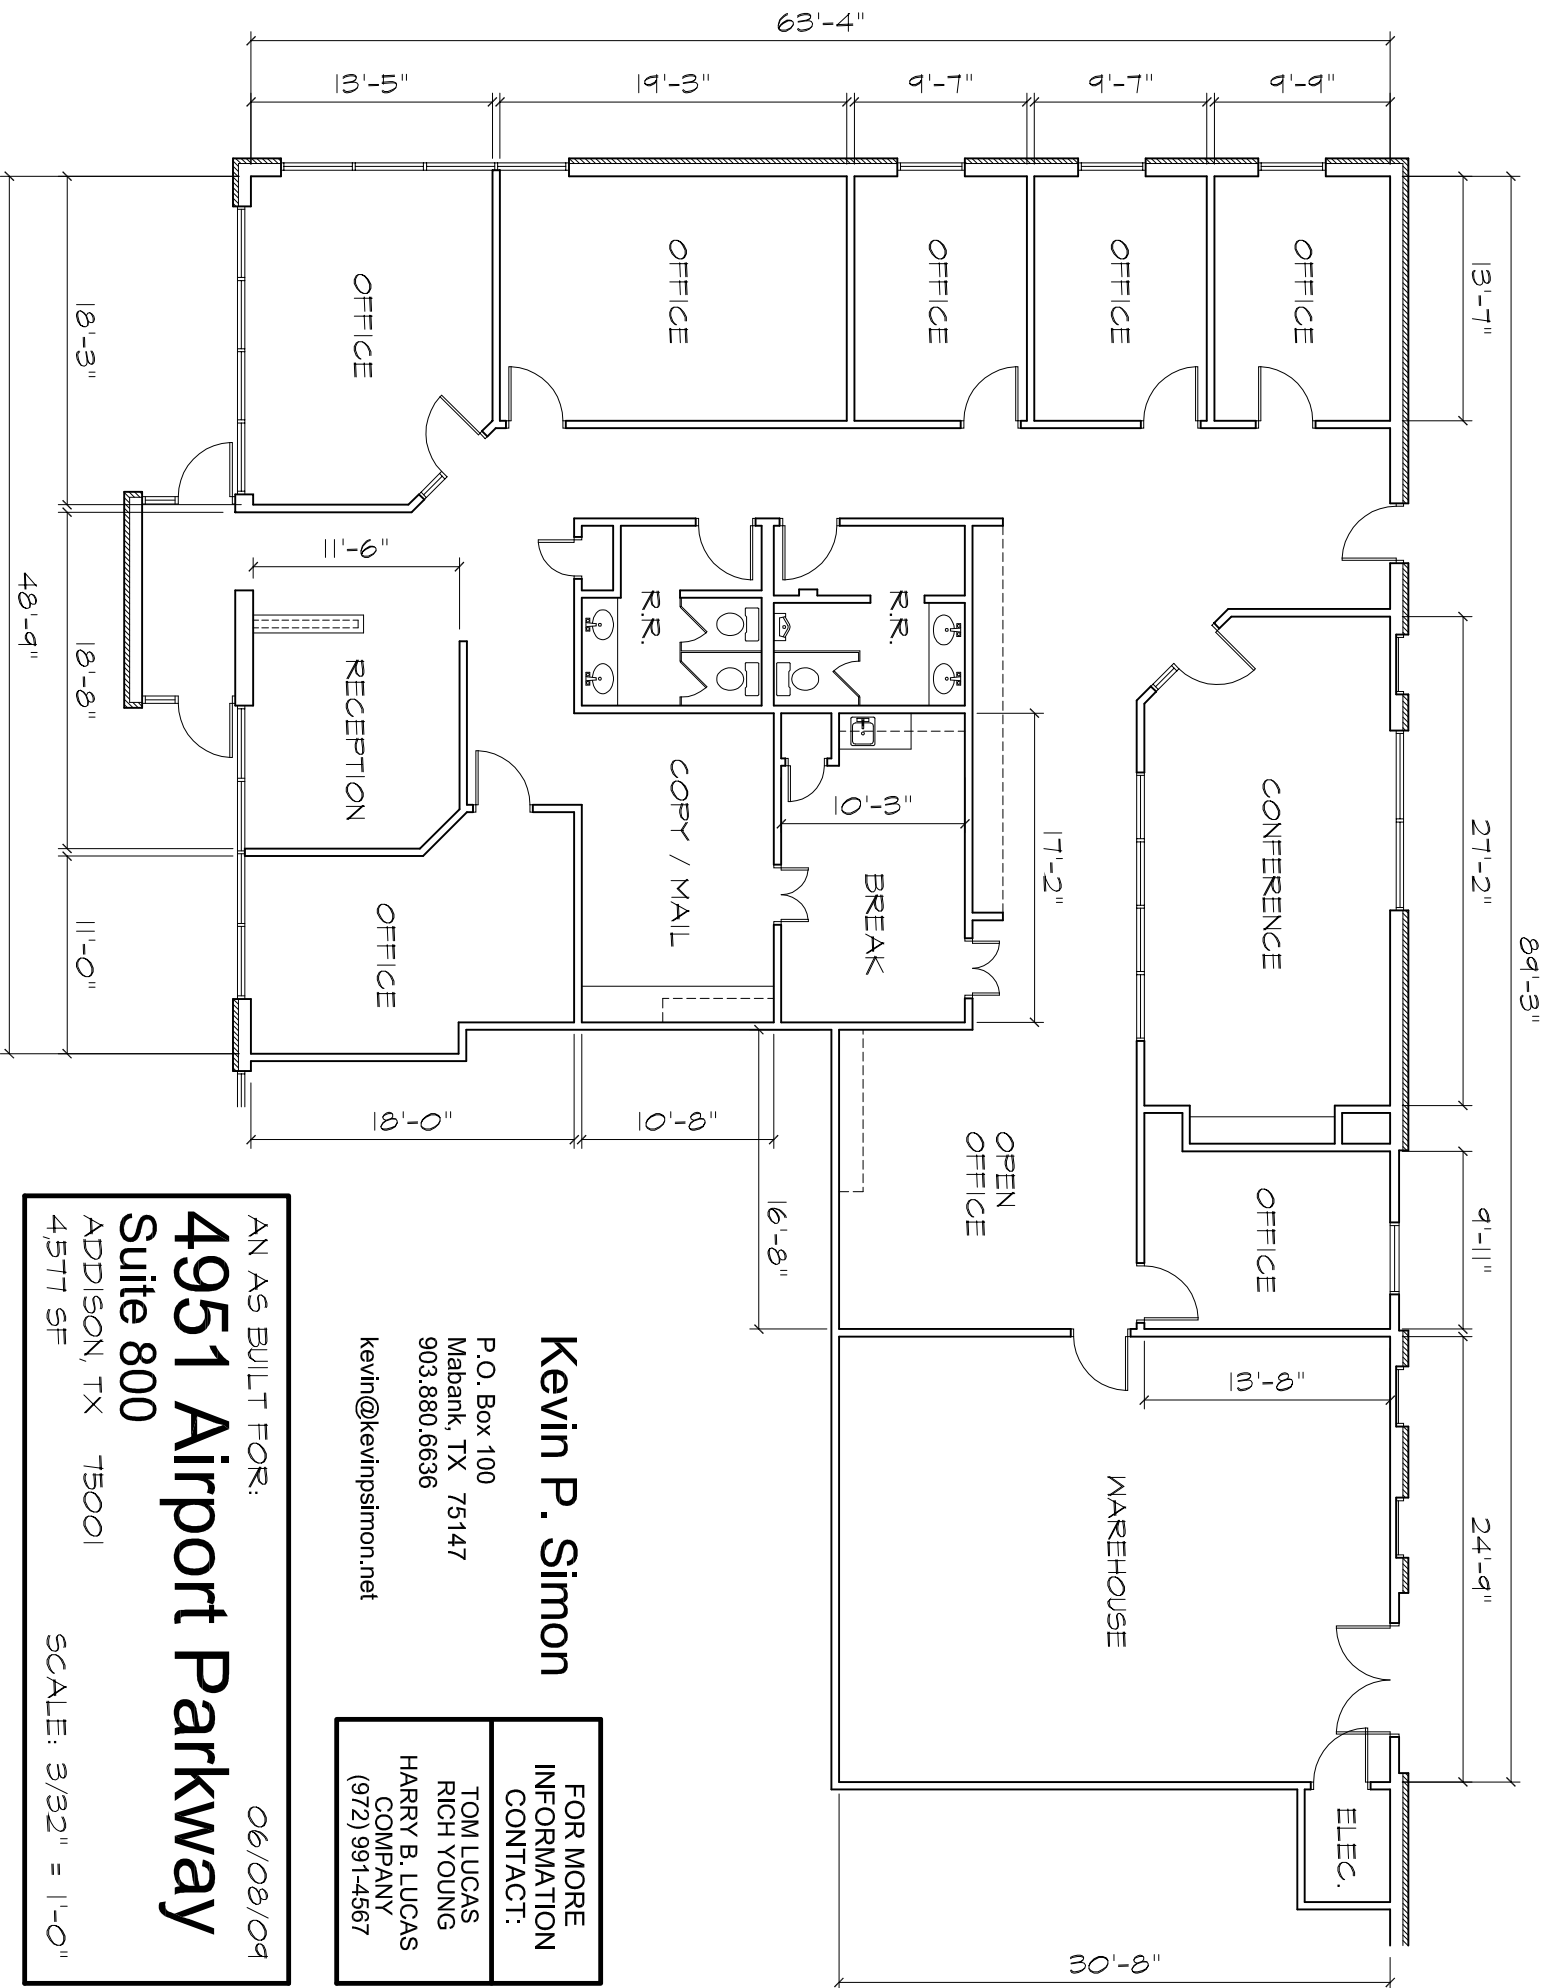 63'-4"
13'-5"
19'-3"
9'-7"
9'-7"
9'-9"
13'-7"
27'-2"
89'-3"
9'-11"
24'-9"
18'-3"
48'-9"
18'-8"
11'-0"
OFFICE
OFFICE
OFFICE
OFFICE
OFFICE
11'-6"
R.R.
R.R.
RECEPTION
COPY / MAIL
10'-3"
BREAK
17'-2"
CONFERENCE
OFFICE
18'-0"
10'-8"
16'-8"
OPEN
OFFICE
OFFICE
13'-8"
WAREHOUSE
ELEC.
30'-8"
Kevin P. Simon
P.O. Box 100
Mabank, TX 75147
903.880.6636
kevin@kevinpsimon.net
FOR MORE
INFORMATION
CONTACT:
TOM LUCAS
RICH YOUNG
HARRY B. LUCAS
COMPANY
(972) 991-4567
AN AS BUILT FOR: 06/08/09
4951 Airport Parkway
Suite 800
ADDISON, TX 75001
4,577 SF SCALE: 3/32" = 1'-0"